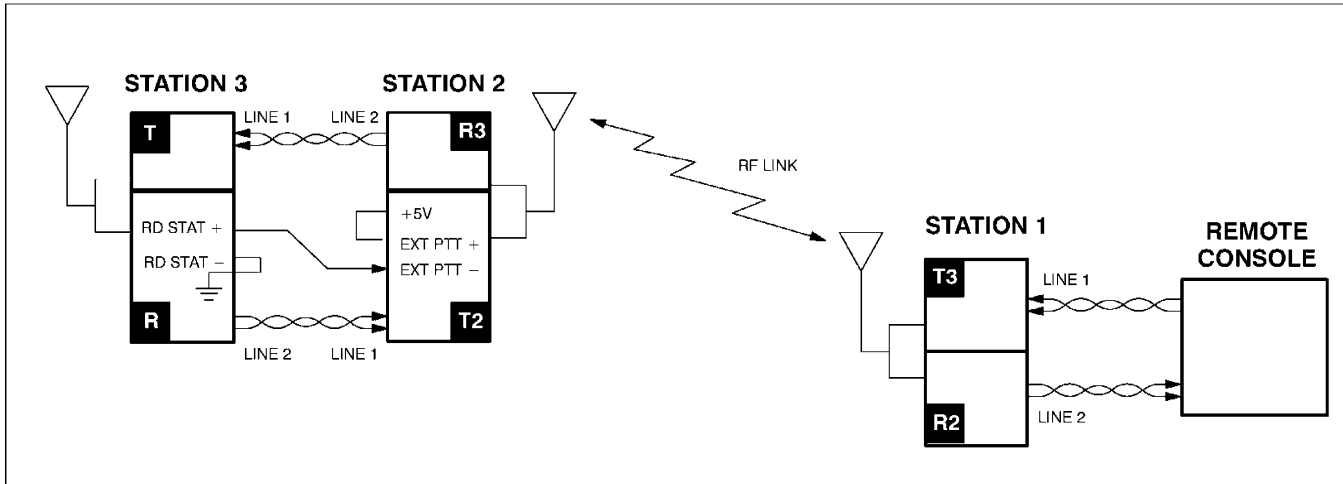 STATION 3
STATION 2
T
LINE 1
LINE 2
R3
RF LINK
RD STAT +
RD STAT −
+5V
EXT PTT +
EXT PTT −
R
LINE 2
LINE 1
T2
STATION 1
REMOTE
CONSOLE
T3
LINE 1
R2
LINE 2